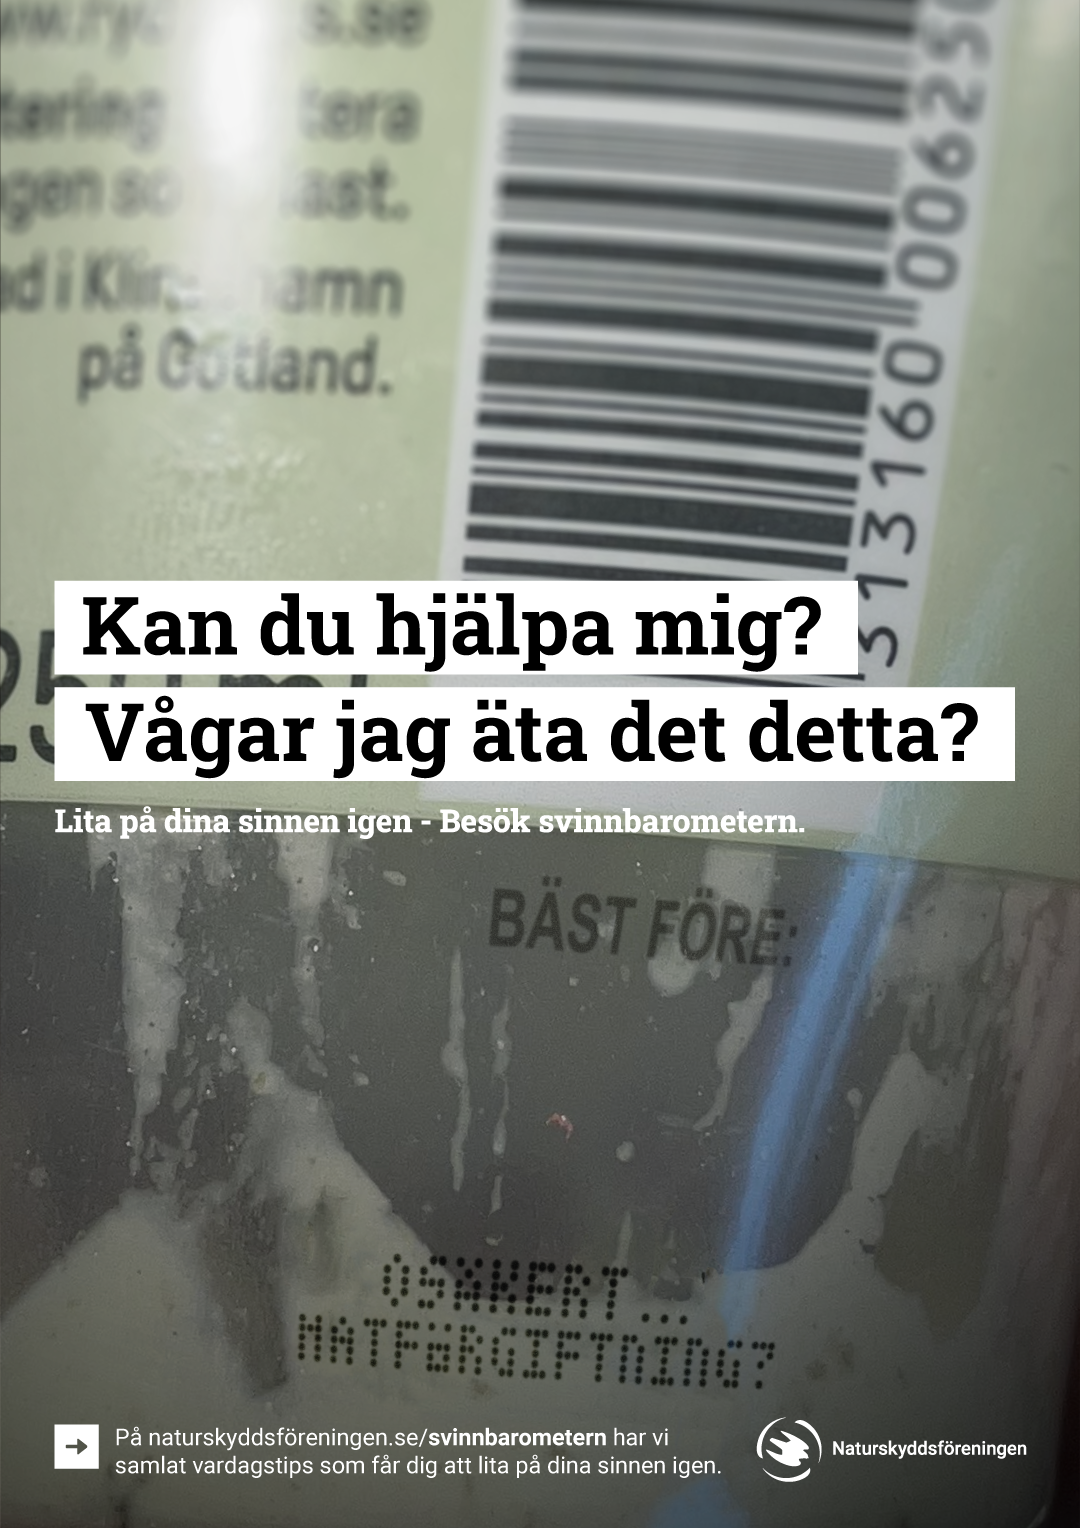 på Gotland.
313160 006250
Kan du hjälpa mig?
Vågar jag äta det detta?
Lita på dina sinnen igen - Besök svinnbarometern.
BÄST FÖRE:
OSÄKERT...
MATFÖRGIFTNING?
På naturskyddsföreningen.se/svinnbarometern har vi
samlat vardagstips som får dig att lita på dina sinnen igen.
Naturskyddsföreningen